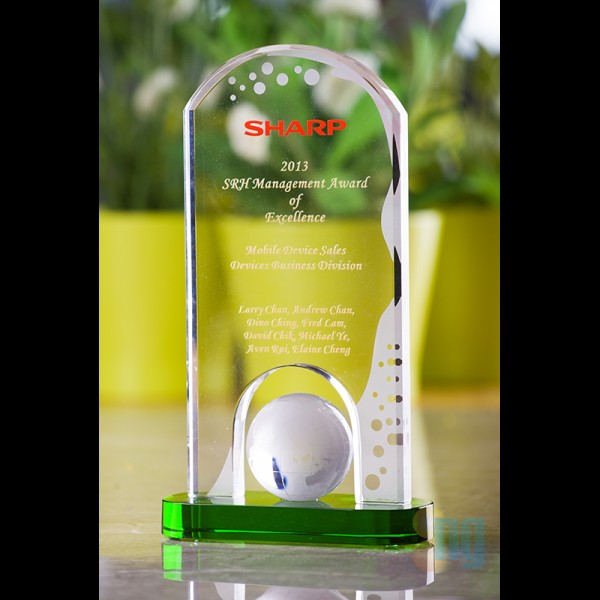 SHARP
2013
SRH Management Award
of
Excellence
Mobile Device Sales
Devices Business Division
Larry Chan, Andrew Chan,
Dino Ching, Fred Lam,
David Chik, Michael Ye,
Aven Kui, Elaine Cheng